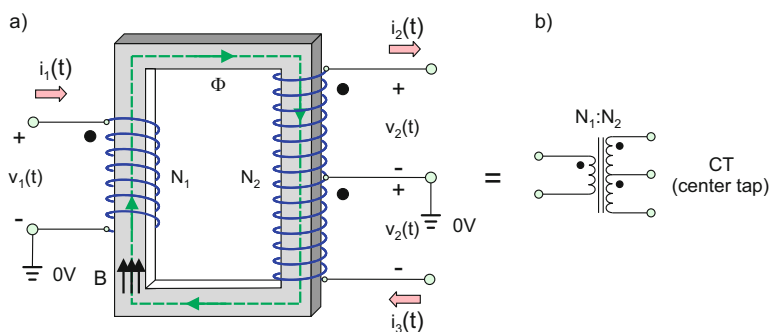 a)
b)
i₁(t)
i₂(t)
Φ
+
+
v₁(t)
N₁
N₂
v₂(t)
-
+
-
0V
v₂(t)
0V
B
-
i₃(t)
=
N₁:N₂
CT
(center tap)